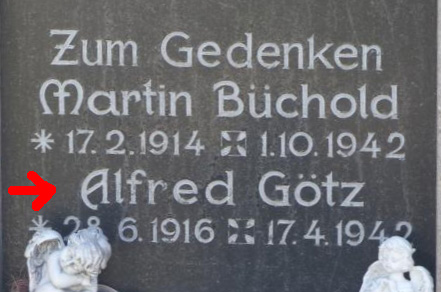 Zum Gedenken
Martin Büchold
* 17.2.1914 ✠ 1.10.1942
Alfred Götz
* 28.6.1916 ✠ 17.4.1942